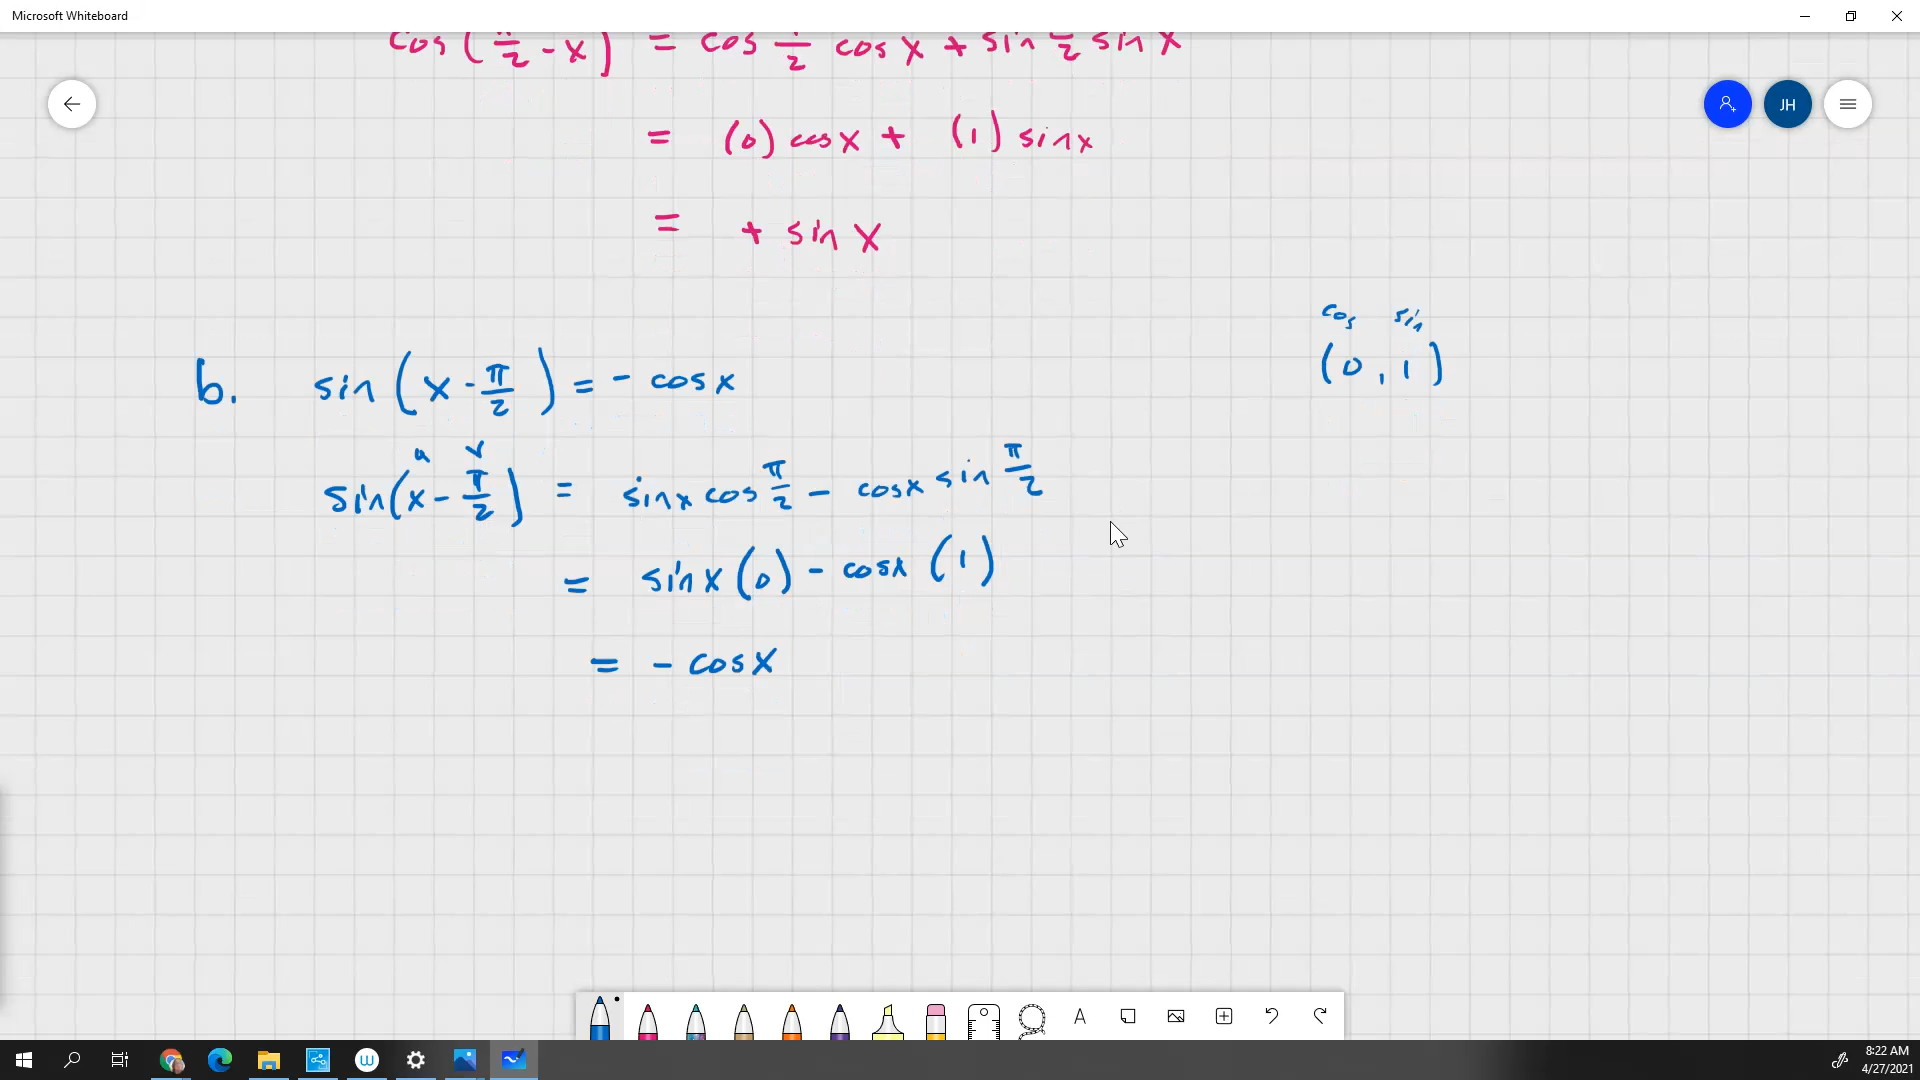 Microsoft Whiteboard
cos(π/2 - x) = cos π/2 cos x + sin π/2 sin x
JH
= (0) cos x + (1) sin x
= + sin x
cos sin
(0, 1)
b. sin(x - π/2) = - cos x
u v
sin(x - π/2) = sin x cos π/2 - cos x sin π/2
= sin x (0) - cos x (1)
= - cos x
A
W
8:22 AM
4/27/2021